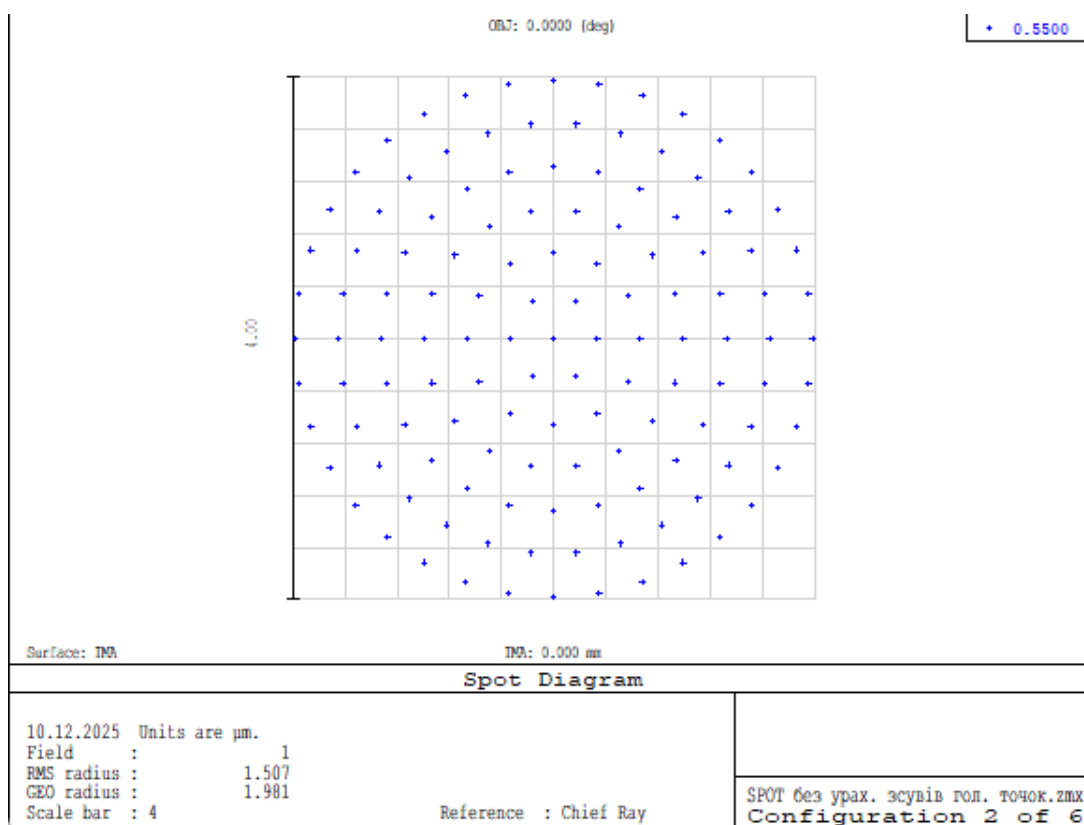 OBJ: 0.0000 (deg)
0.5500
4.00
Surface: IMA
IMA: 0.000 mm
Spot Diagram
10.12.2025 Units are µm.
Field : 1
RMS radius : 1.507
GEO radius : 1.981
Scale bar : 4 Reference : Chief Ray
SPOT без урах. зсувів гол. точок.zmx
Configuration 2 of 6